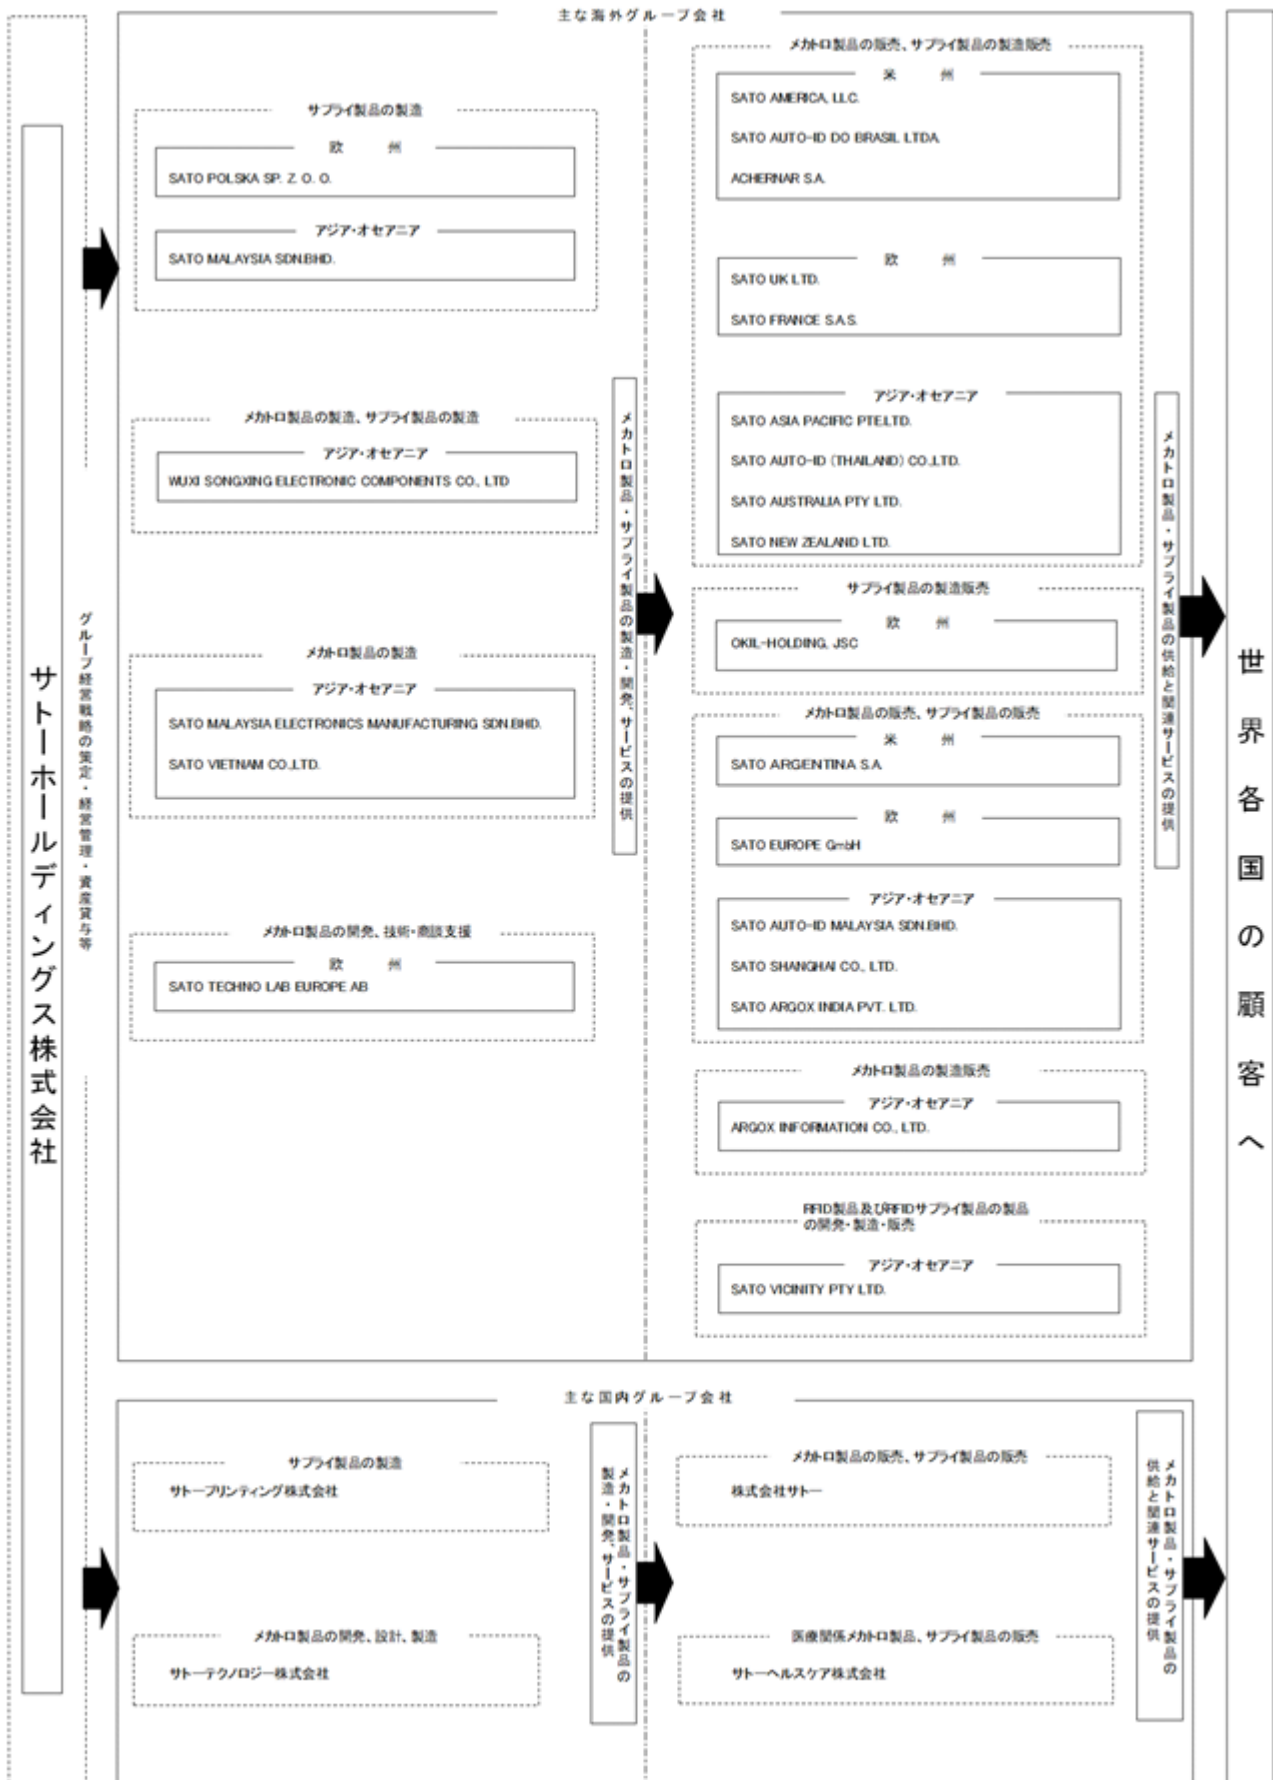 サトーホールディングス株式会社
グループ経営戦略の策定・経営管理・資産貸与等
主な海外グループ会社
サプライ製品の製造
欧　州
SATO POLSKA SP. Z O. O.
アジア・オセアニア
SATO MALAYSIA SDN.BHD.
メカトロ製品の製造、サプライ製品の製造
アジア・オセアニア
WUXI SONGXING ELECTRONIC COMPONENTS CO., LTD
メカトロ製品の製造
アジア・オセアニア
SATO MALAYSIA ELECTRONICS MANUFACTURING SDN.BHD.
SATO VIETNAM CO.,LTD.
メカトロ製品の開発、技術・商談支援
欧　州
SATO TECHNO LAB EUROPE AB
メカトロ製品・サプライ製品の製造・開発、サービスの提供
メカトロ製品の販売、サプライ製品の製造販売
米　州
SATO AMERICA, LLC.
SATO AUTO-ID DO BRASIL LTDA.
ACHERNAR S.A.
欧　州
SATO UK LTD.
SATO FRANCE S.A.S.
アジア・オセアニア
SATO ASIA PACIFIC PTE.LTD.
SATO AUTO-ID (THAILAND) CO.,LTD.
SATO AUSTRALIA PTY LTD.
SATO NEW ZEALAND LTD.
サプライ製品の製造販売
欧　州
OKIL-HOLDING, JSC
メカトロ製品の販売、サプライ製品の販売
米　州
SATO ARGENTINA S.A.
欧　州
SATO EUROPE GmbH
アジア・オセアニア
SATO AUTO-ID MALAYSIA SDN.BHD.
SATO SHANGHAI CO., LTD.
SATO ARGOX INDIA PVT. LTD.
メカトロ製品の製造販売
アジア・オセアニア
ARGOX INFORMATION CO., LTD.
RFID製品及びRFIDサプライ製品の製品
の開発・製造・販売
アジア・オセアニア
SATO VICINITY PTY LTD.
メカトロ製品・サプライ製品の供給と関連サービスの提供
世界各国の顧客へ
主な国内グループ会社
サプライ製品の製造
サトープリンティング株式会社
メカトロ製品の開発、設計、製造
サトーテクノロジー株式会社
メカトロ製品・サプライ製品の
製造・開発、サービスの提供
メカトロ製品の販売、サプライ製品の販売
株式会社サトー
医療関係メカトロ製品、サプライ製品の販売
サトーヘルスケア株式会社
メカトロ製品・サプライ製品の
供給と関連サービスの提供